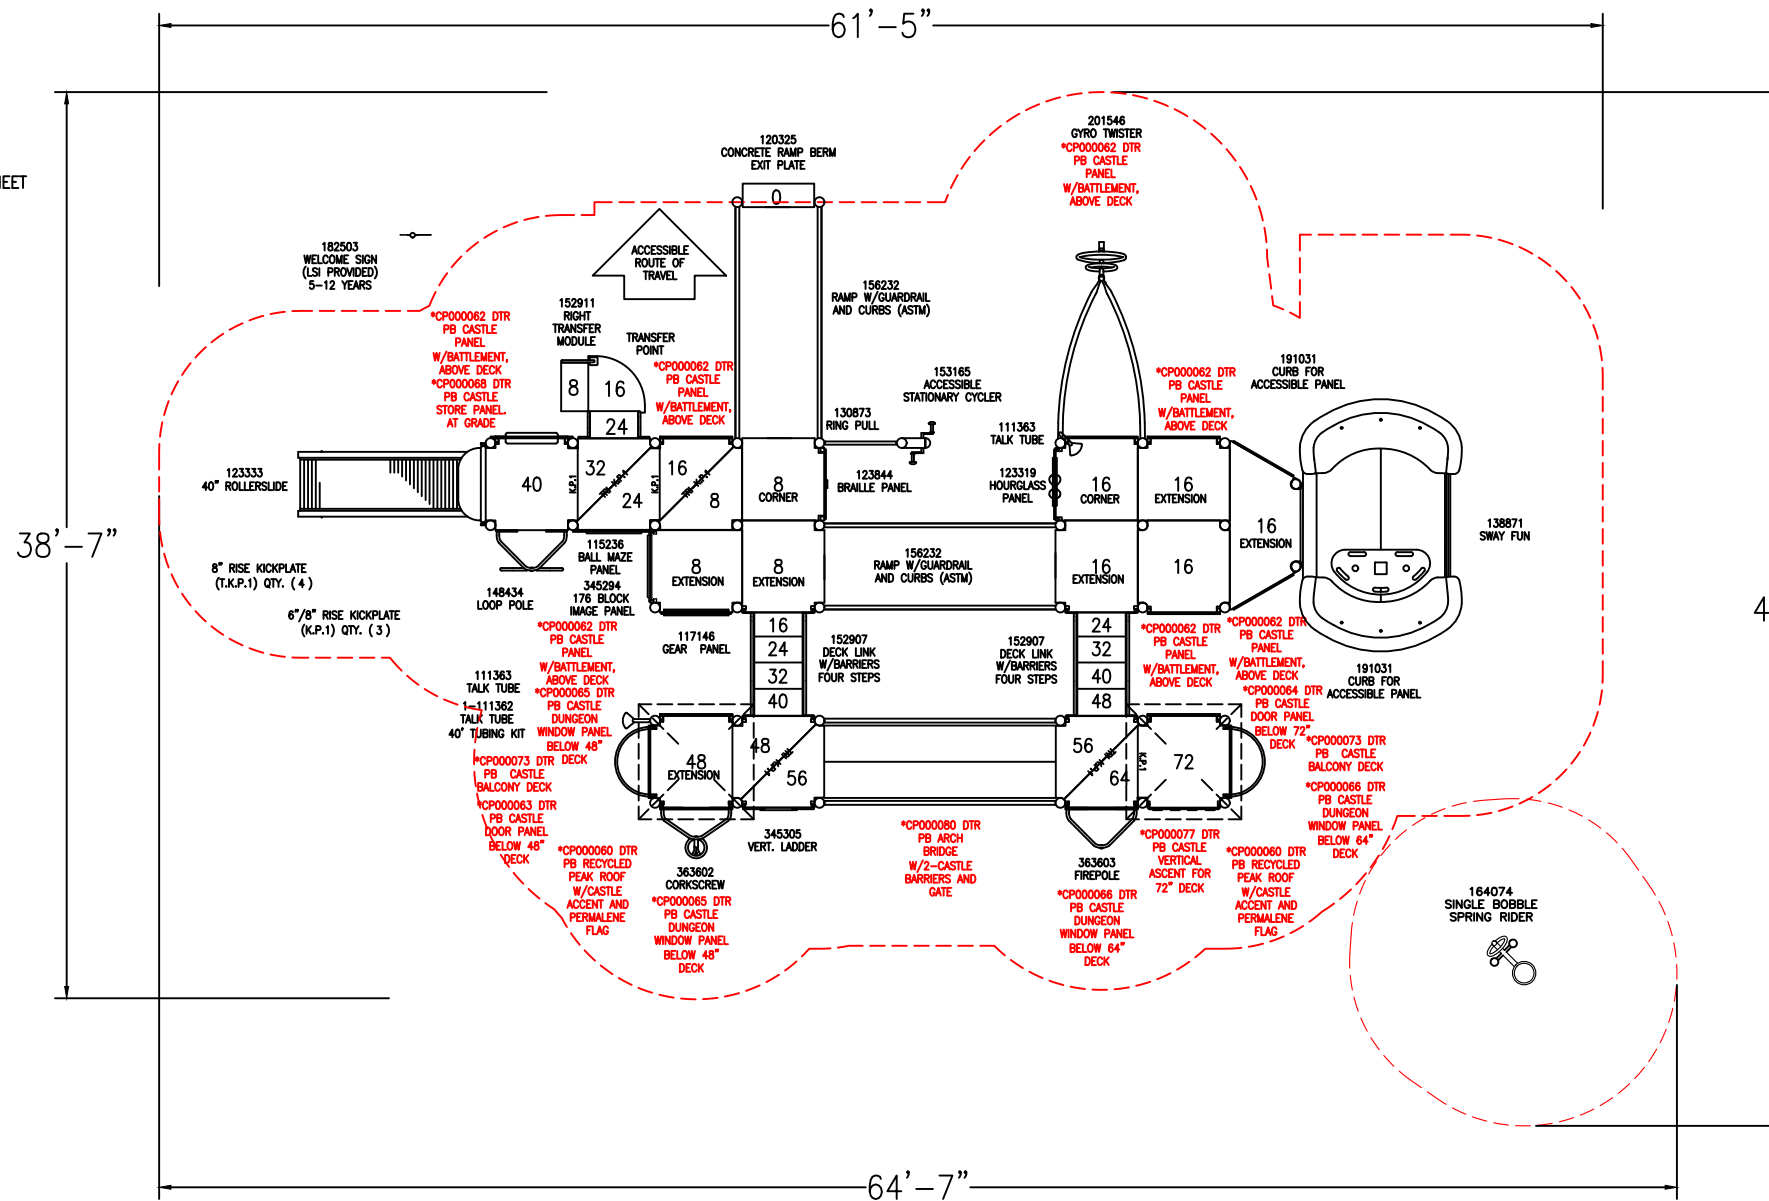 61'-5"
38'-7"
64'-7"
4
EET
182503
WELCOME SIGN
(LSI PROVIDED)
5-12 YEARS
120325
CONCRETE RAMP BERM
EXIT PLATE
0
ACCESSIBLE
ROUTE OF
TRAVEL
201546
GYRO TWISTER
*CP000062 DTR
PB CASTLE
PANEL
W/BATTLEMENT,
ABOVE DECK
156232
RAMP W/GUARDRAIL
AND CURBS (ASTM)
152911
RIGHT
TRANSFER
MODULE
TRANSFER
POINT
*CP000062 DTR
PB CASTLE
PANEL
W/BATTLEMENT,
ABOVE DECK
*CP000068 DTR
PB CASTLE
STORE PANEL.
AT GRADE
*CP000062 DTR
PB CASTLE
PANEL
W/BATTLEMENT,
ABOVE DECK
153165
ACCESSIBLE
STATIONARY CYCLER
130873
RING PULL
111363
TALK TUBE
*CP000062 DTR
PB CASTLE
PANEL
W/BATTLEMENT,
ABOVE DECK
191031
CURB FOR
ACCESSIBLE PANEL
8
16
24
123333
40" ROLLERSLIDE
40
K.P.1
32
T.K.P.1
24
K.P.1
16
T.K.P.1
8
8
CORNER
123844
BRAILLE PANEL
123319
HOURGLASS
PANEL
16
CORNER
16
EXTENSION
16
EXTENSION
138871
SWAY FUN
8" RISE KICKPLATE
(T.K.P.1) QTY. ( 4 )
6"/8" RISE KICKPLATE
(K.P.1) QTY. ( 3 )
148434
LOOP POLE
115236
BALL MAZE
PANEL
345294
176 BLOCK
IMAGE PANEL
8
EXTENSION
8
EXTENSION
156232
RAMP W/GUARDRAIL
AND CURBS (ASTM)
16
EXTENSION
16
117146
GEAR PANEL
16
24
32
40
152907
DECK LINK
W/BARRIERS
FOUR STEPS
152907
DECK LINK
W/BARRIERS
FOUR STEPS
24
32
40
48
*CP000062 DTR
PB CASTLE
PANEL
W/BATTLEMENT,
ABOVE DECK
*CP000062 DTR
PB CASTLE
PANEL
W/BATTLEMENT,
ABOVE DECK
191031
CURB FOR
ACCESSIBLE PANEL
*CP000062 DTR
PB CASTLE
PANEL
W/BATTLEMENT,
ABOVE DECK
*CP000065 DTR
PB CASTLE
DUNGEON
WINDOW PANEL
BELOW 48"
DECK
111363
TALK TUBE
1-111362
TALK TUBE
40' TUBING KIT
*CP000064 DTR
PB CASTLE
DOOR PANEL
BELOW 72"
DECK
*CP000073 DTR
PB CASTLE
BALCONY DECK
*CP000073 DTR
PB CASTLE
BALCONY DECK
48
EXTENSION
48
T.K.P.1
56
56
T.K.P.1
64
K.P.1
72
*CP000063 DTR
PB CASTLE
DOOR PANEL
BELOW 48"
DECK
*CP000066 DTR
PB CASTLE
DUNGEON
WINDOW PANEL
BELOW 64"
DECK
*CP000060 DTR
PB RECYCLED
PEAK ROOF
W/CASTLE
ACCENT AND
PERMALENE
FLAG
363602
CORKSCREW
*CP000065 DTR
PB CASTLE
DUNGEON
WINDOW PANEL
BELOW 48"
DECK
345305
VERT. LADDER
*CP000080 DTR
PB ARCH
BRIDGE
W/2-CASTLE
BARRIERS AND
GATE
363603
FIREPOLE
*CP000066 DTR
PB CASTLE
DUNGEON
WINDOW PANEL
BELOW 64"
DECK
*CP000077 DTR
PB CASTLE
VERTICAL
ASCENT FOR
72" DECK
*CP000060 DTR
PB RECYCLED
PEAK ROOF
W/CASTLE
ACCENT AND
PERMALENE
FLAG
164074
SINGLE BOBBLE
SPRING RIDER